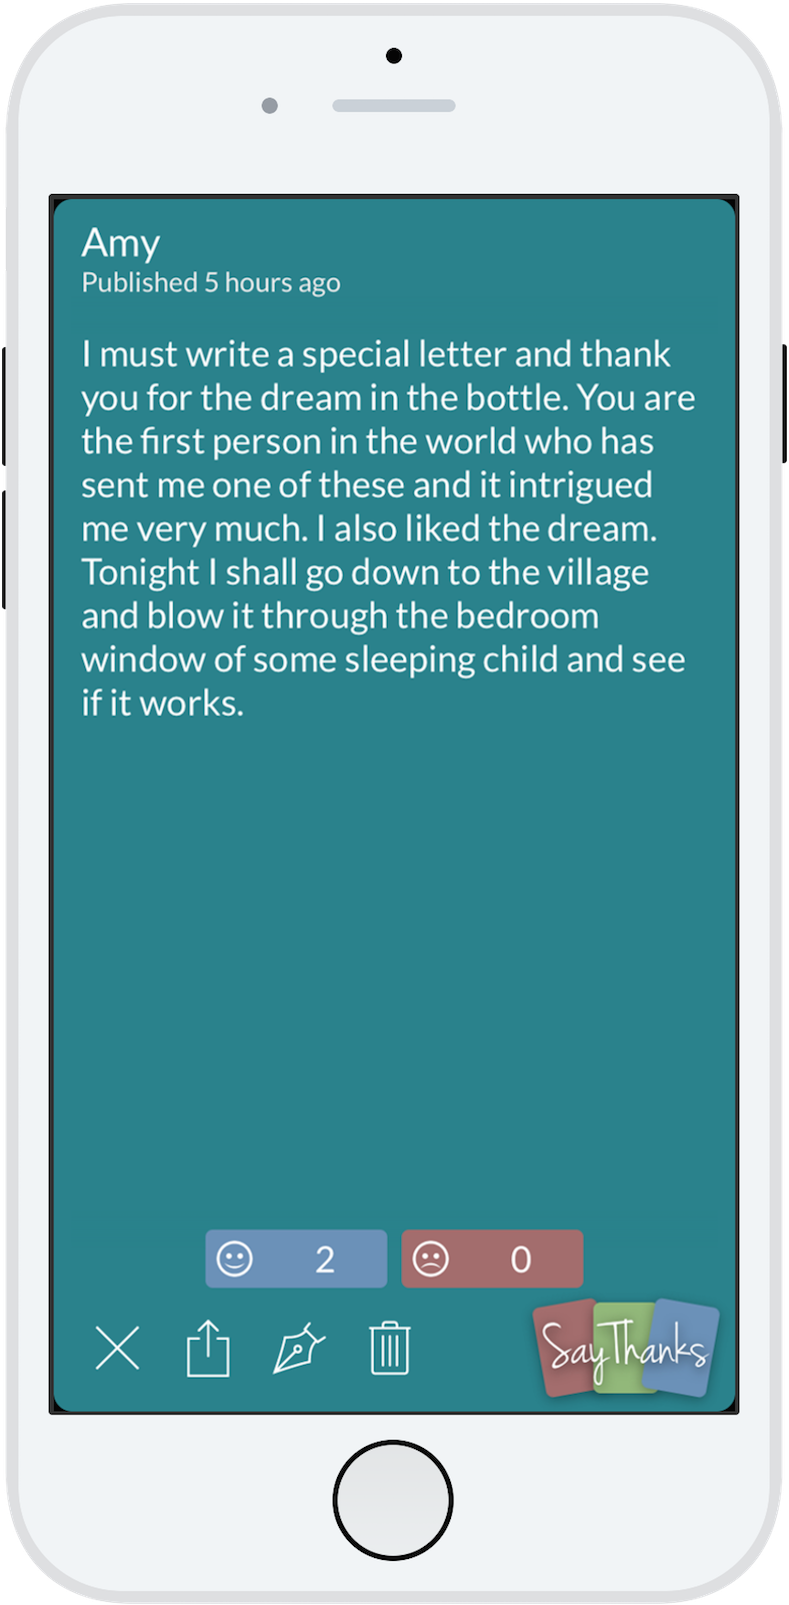 Amy
Published 5 hours ago
I must write a special letter and thank
you for the dream in the bottle. You are
the first person in the world who has
sent me one of these and it intrigued
me very much. I also liked the dream.
Tonight I shall go down to the village
and blow it through the bedroom
window of some sleeping child and see
if it works.
2 0
SayThanks